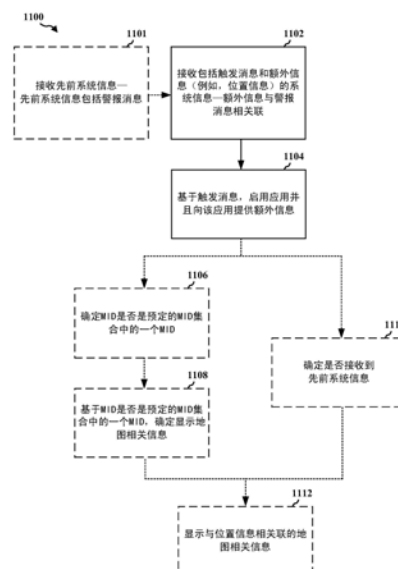 1100
1101
接收先前系统信息—
先前系统信息包括警报消息
1102
接收包括触发消息和额外信
息（例如，位置信息）的系
统信息—额外信息与警报
消息相关联
1104
基于触发消息，启用应用并
且向该应用提供额外信息
1106
确定MID是否是预定的MID集
合中的一个MID
1108
基于MID是否是预定的MID集
合中的一个MID，确定显示地
图相关信息
111
确定是否接收到
先前系统信息
1112
显示与位置信息相关联的地
图相关信息